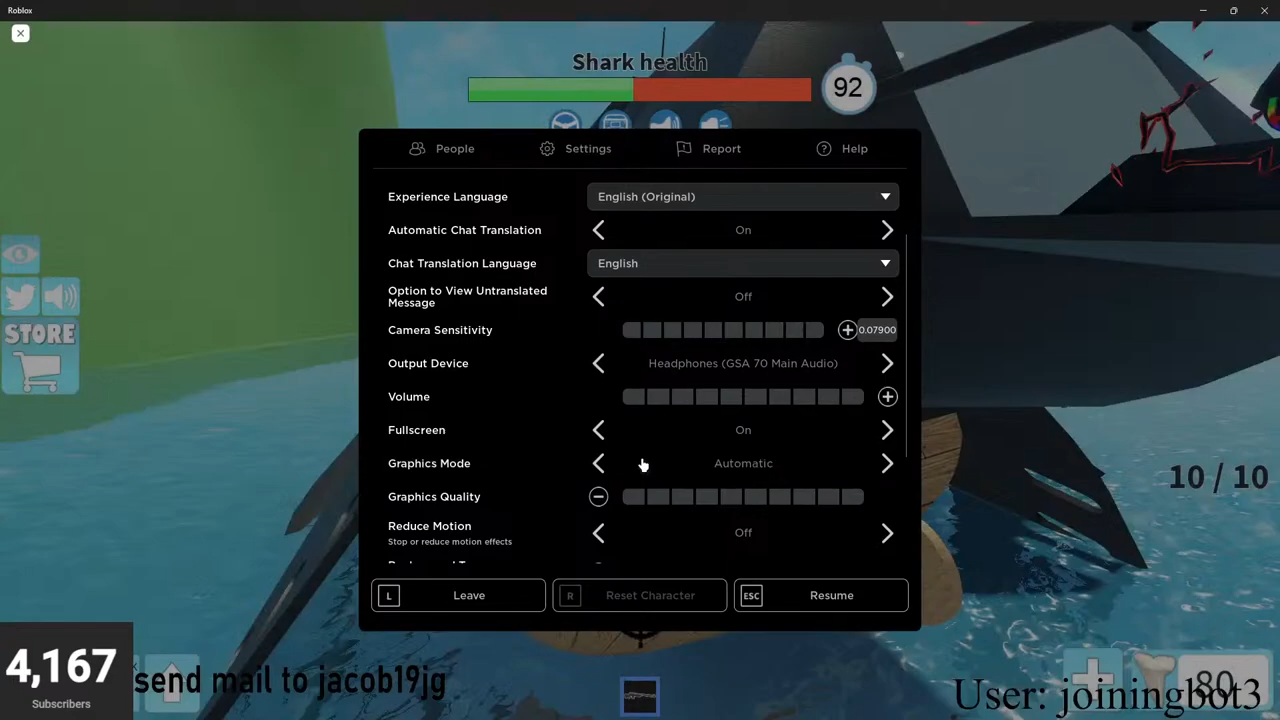 Roblox
Shark health
92
People
Settings
Report
Help
Experience Language
English (Original)
Automatic Chat Translation
On
Chat Translation Language
English
Option to View Untranslated
Message
Off
Camera Sensitivity
0.07900
Output Device
Headphones (GSA 70 Main Audio)
Volume
Fullscreen
On
Graphics Mode
Automatic
Graphics Quality
Reduce Motion
Stop or reduce motion effects
Off
L
Leave
R
Reset Character
ESC
Resume
STORE
10 / 10
4,167
Subscribers
send mail to jacob19jg
80
User: joiningbot3